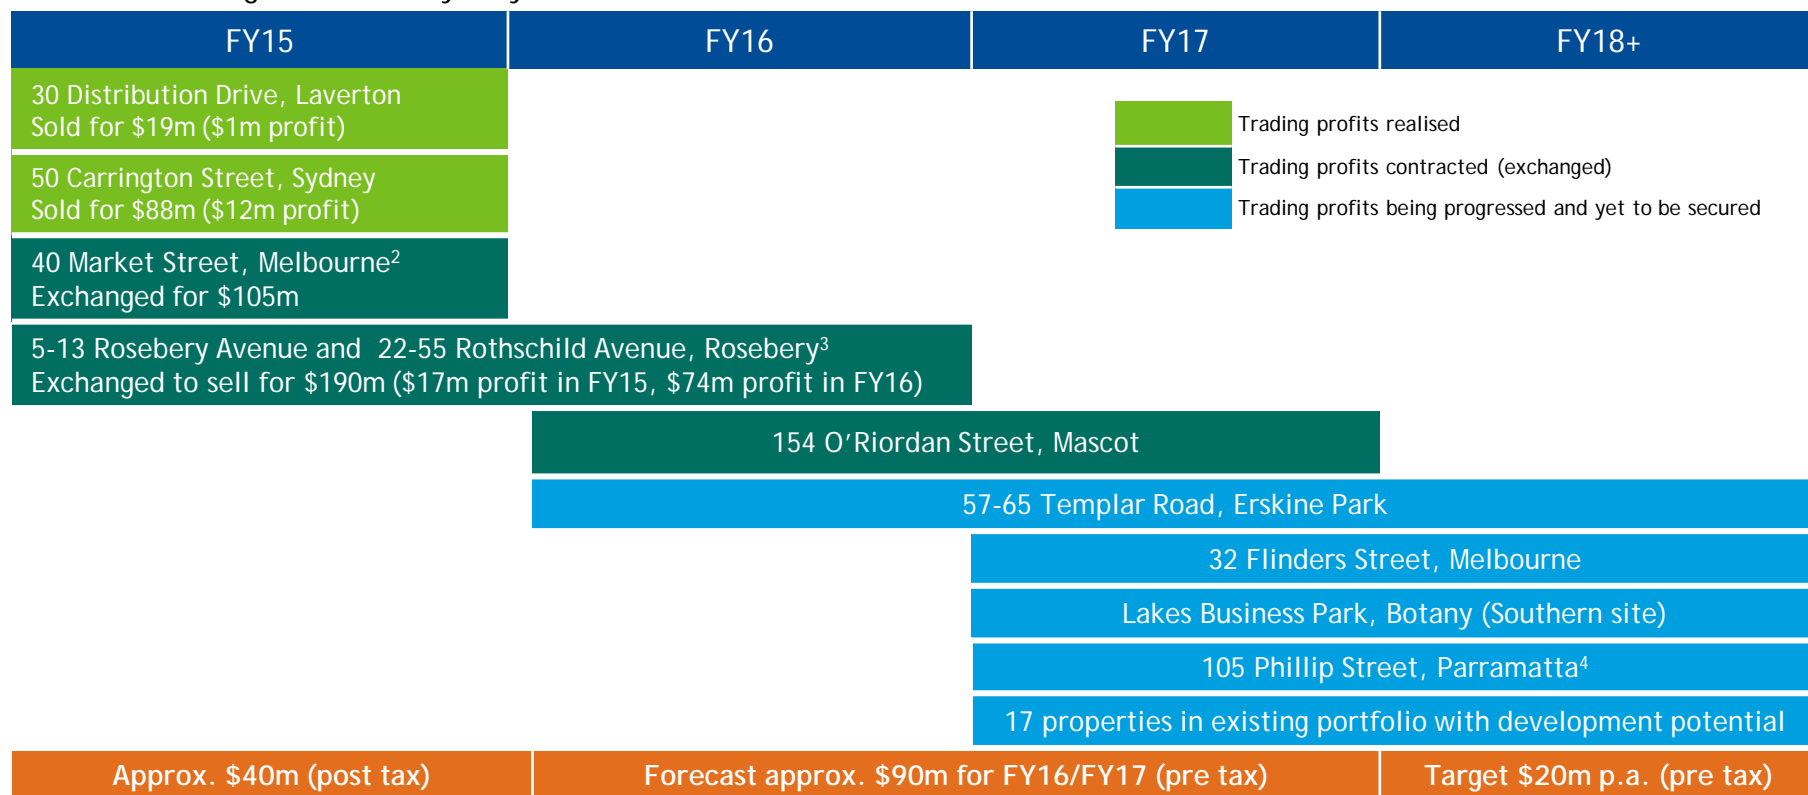 FY15
FY16
FY17
FY18+
30 Distribution Drive, Laverton
Sold for $19m ($1m profit)
50 Carrington Street, Sydney
Sold for $88m ($12m profit)
40 Market Street, Melbourne²
Exchanged for $105m
Trading profits realised
Trading profits contracted (exchanged)
Trading profits being progressed and yet to be secured
5-13 Rosebery Avenue and 22-55 Rothschild Avenue, Rosebery³
Exchanged to sell for $190m ($17m profit in FY15, $74m profit in FY16)
154 O’Riordan Street, Mascot
57-65 Templar Road, Erskine Park
32 Flinders Street, Melbourne
Lakes Business Park, Botany (Southern site)
105 Phillip Street, Parramatta⁴
17 properties in existing portfolio with development potential
Approx. $40m (post tax)
Forecast approx. $90m for FY16/FY17 (pre tax)
Target $20m p.a. (pre tax)